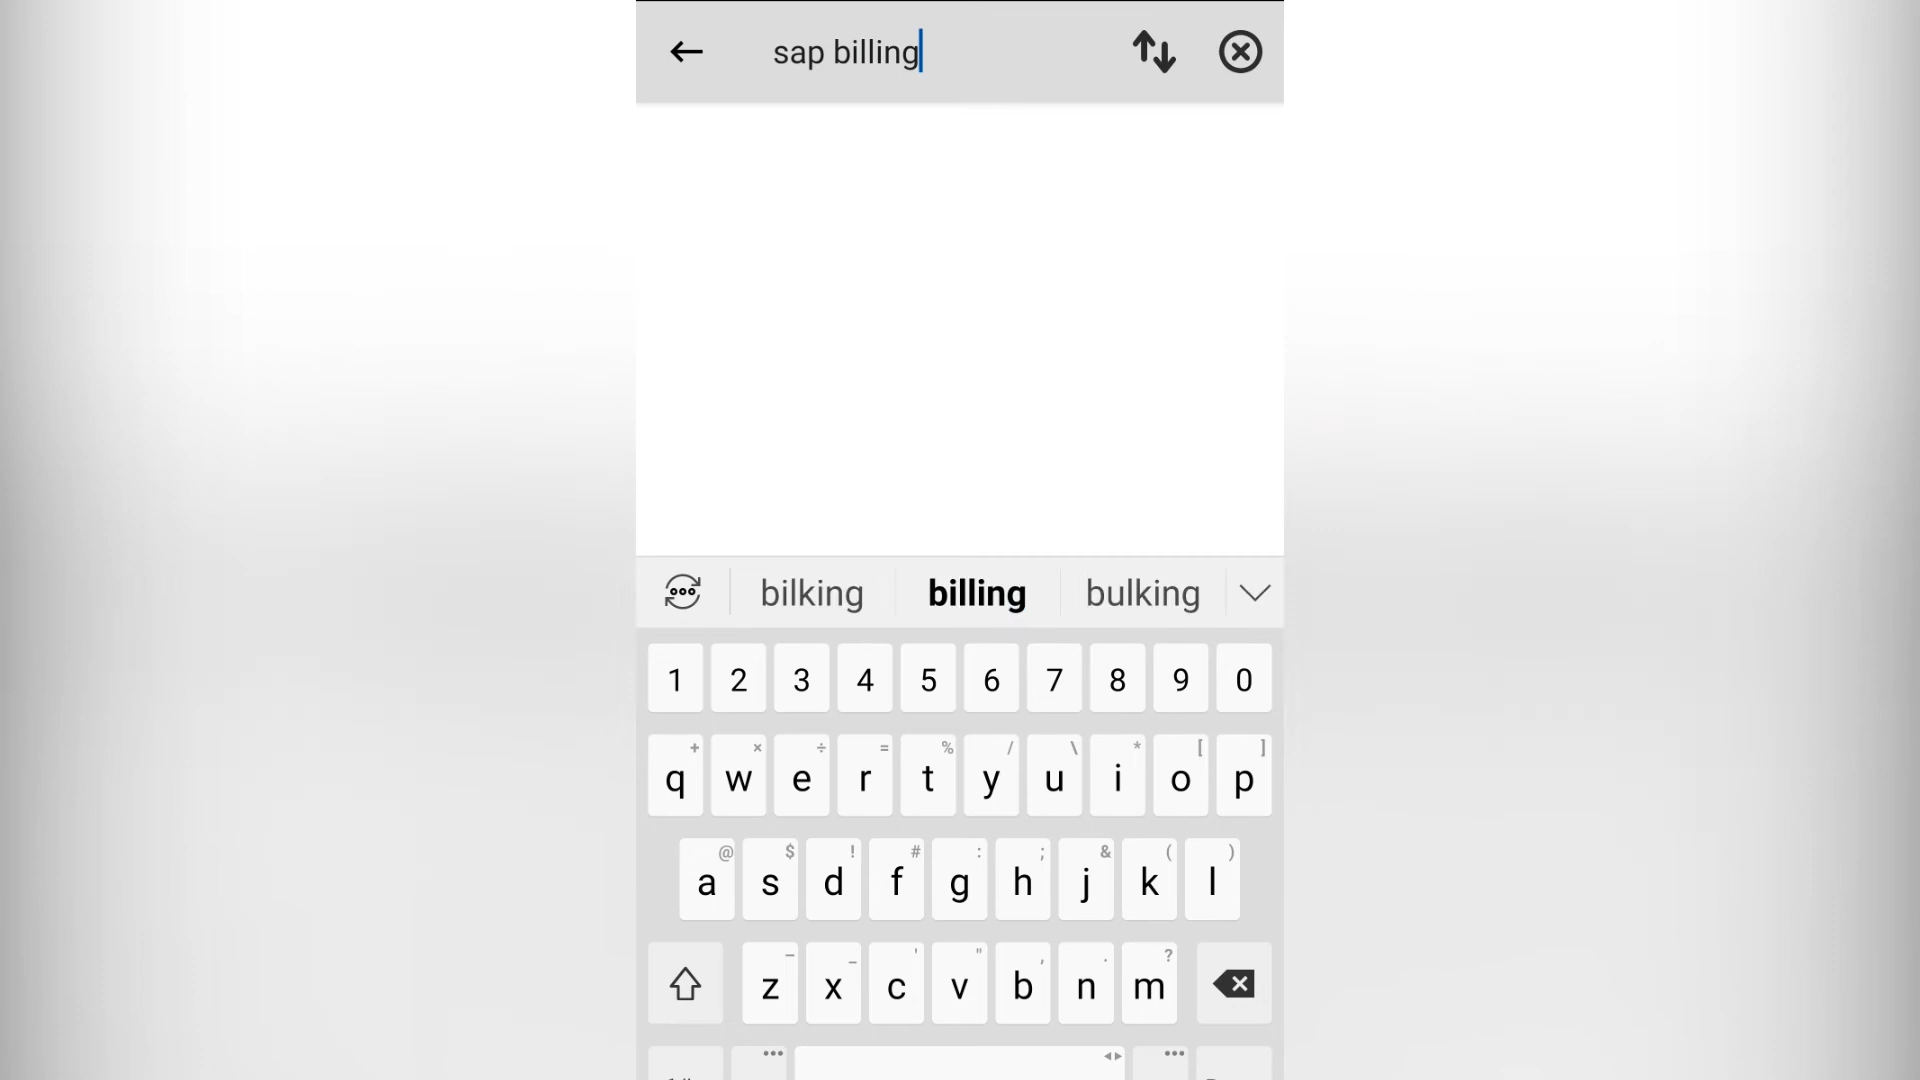 sap billing
bilking billing bulking
1 2 3 4 5 6 7 8 9 0
+ × ÷ = % / \ * [ ]
q w e r t y u i o p
@ $ ! # : ; & ( )
a s d f g h j k l
– _ ' " , . ?
z x c v b n m